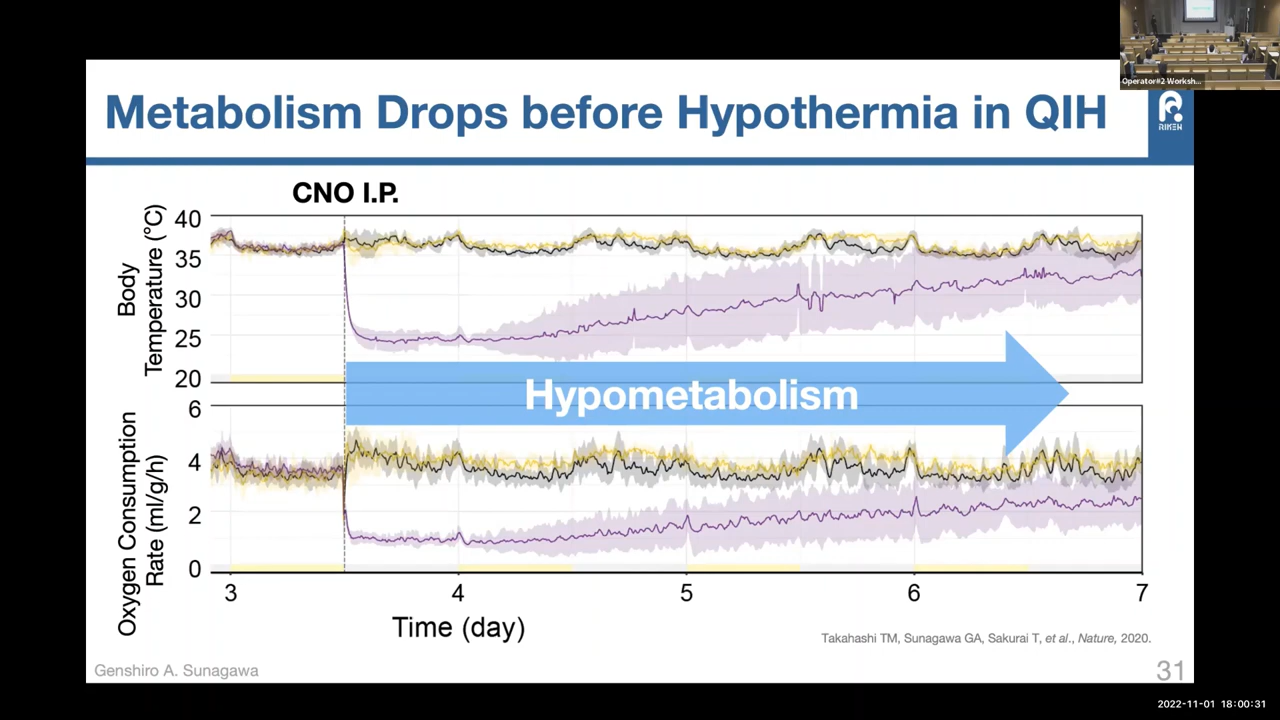 Operator#2 Worksh...
Metabolism Drops before Hypothermia in QIH
RIKEN
CNO I.P.
Body
Temperature (°C)
40
35
30
25
20
Hypometabolism
Oxygen Consumption
Rate (ml/g/h)
6
4
2
0
3 4 5 6 7
Time (day)
Takahashi TM, Sunagawa GA, Sakurai T, et al., Nature, 2020.
Genshiro A. Sunagawa
31
2022-11-01 18:00:31